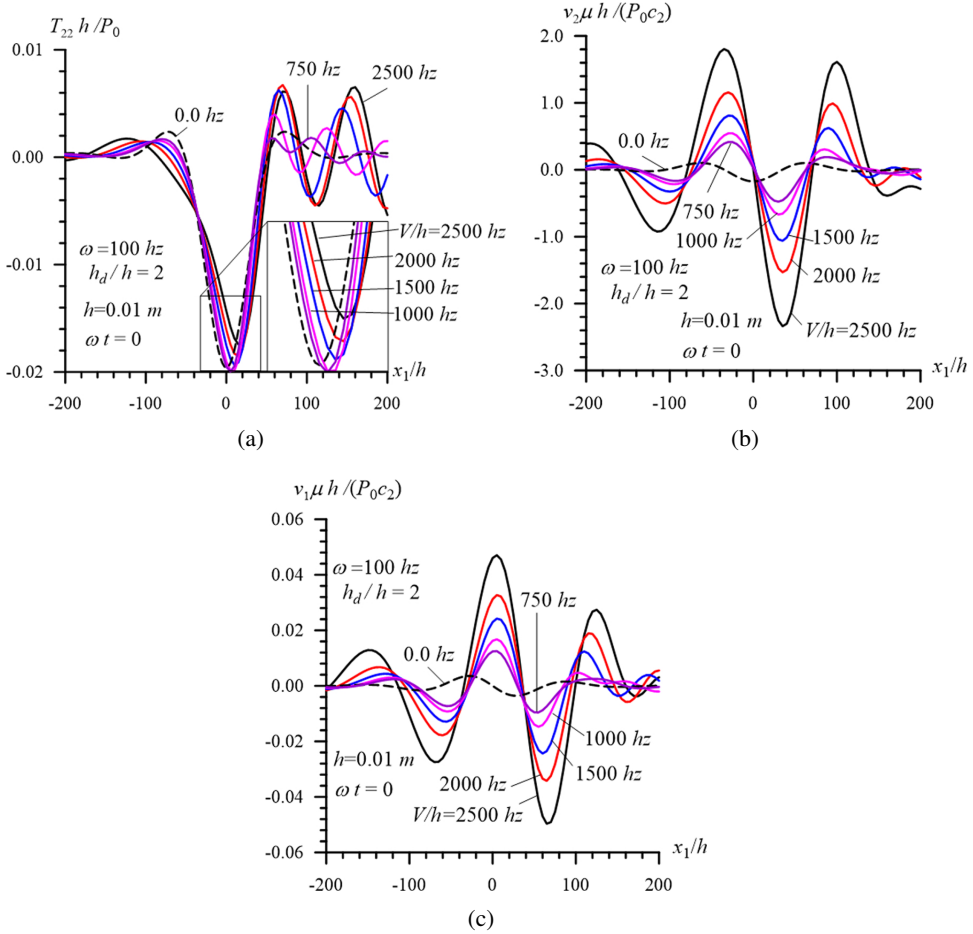 T22 h /P0
0.01
0.00
-0.01
-0.02
750 hz
2500 hz
0.0 hz
ω = 100 hz
hd / h = 2
h=0.01 m
ω t = 0
V/h=2500 hz
2000 hz
1500 hz
1000 hz
x1/h
-200 -100 0 100 200
(a)
v2 μ h /(P0c2)
2.0
1.0
0.0
-1.0
-2.0
-3.0
0.0 hz
750 hz
1000 hz
1500 hz
2000 hz
V/h=2500 hz
ω = 100 hz
hd / h = 2
h=0.01 m
ω t = 0
x1/h
-200 -100 0 100 200
(b)
v1 μ h /(P0c2)
0.06
0.04
0.02
0.00
-0.02
-0.04
-0.06
ω =100 hz
hd / h = 2
750 hz
0.0 hz
1000 hz
1500 hz
2000 hz
V/h=2500 hz
h=0.01 m
ω t = 0
x1/h
-200 -100 0 100 200
(c)